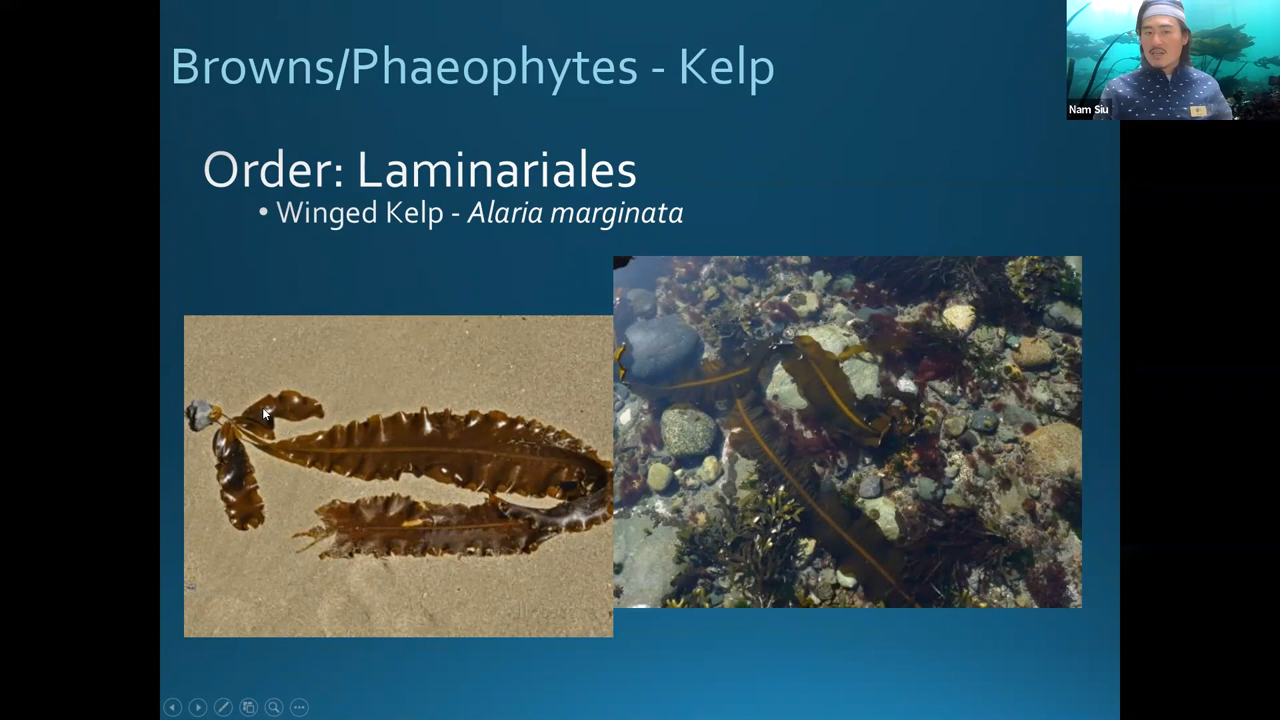 Browns/Phaeophytes - Kelp
Nam Siu
Order: Laminariales
• Winged Kelp - Alaria marginata